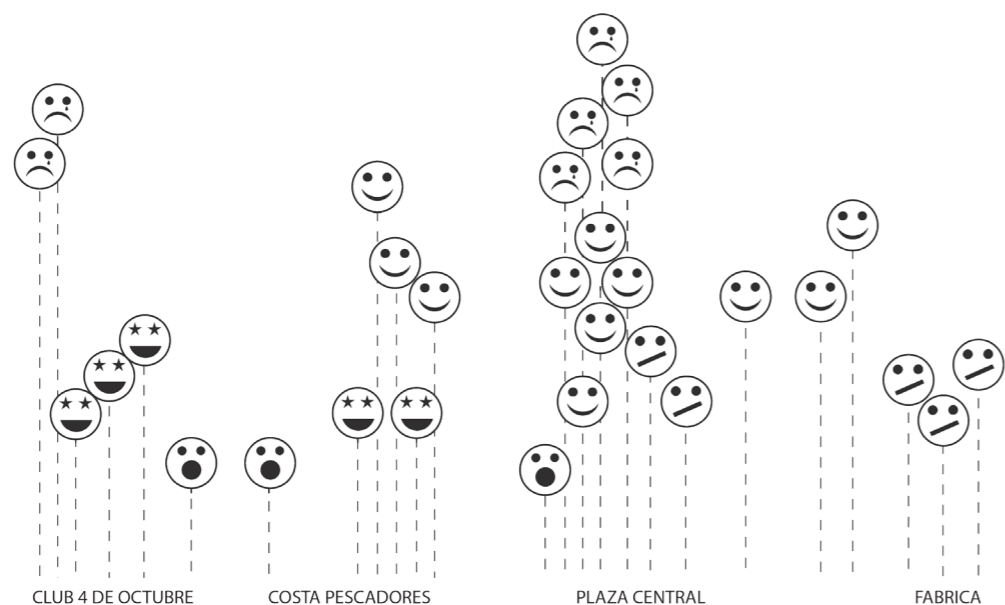 CLUB 4 DE OCTUBRE
COSTA PESCADORES
PLAZA CENTRAL
FABRICA